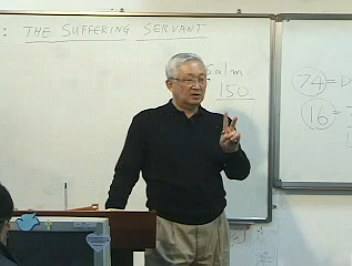 : THE SUFFERING SERVANT
Psalm
150
74 = D
16 =